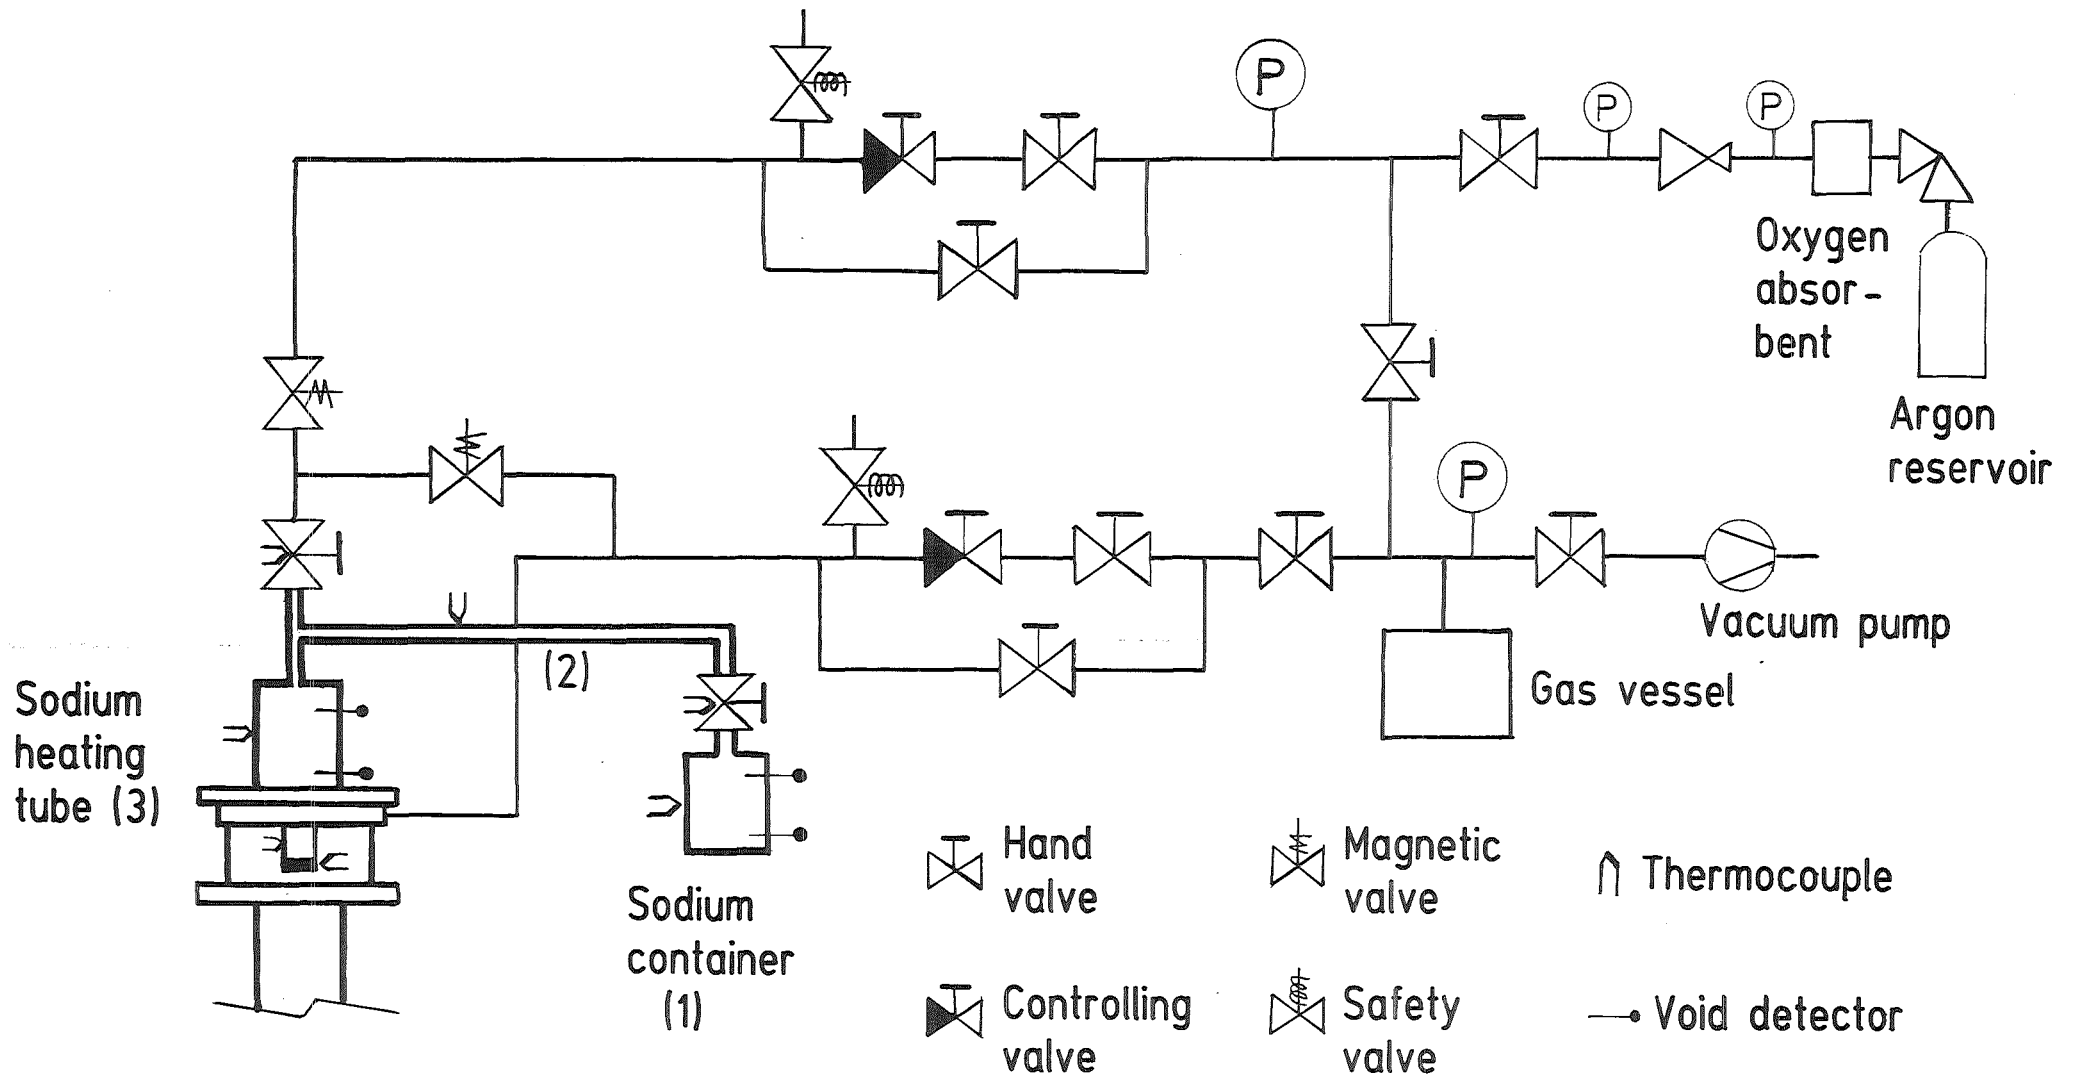 P
P
P
Oxygen
absor-
bent
Argon
reservoir
P
Vacuum pump
(2)
Gas vessel
Sodium
heating
tube (3)
Sodium
container
(1)
Hand
valve
Magnetic
valve
Thermocouple
Controlling
valve
Safety
valve
Void detector